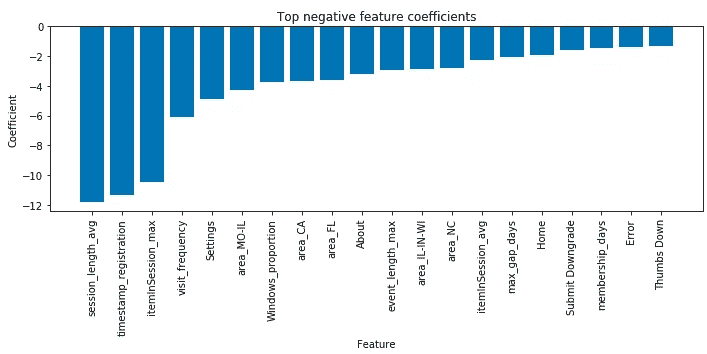 Top negative feature coefficients
Coefficient
0
−2
−4
−6
−8
−10
−12
session_length_avg
timestamp_registration
itemInSession_max
visit_frequency
Settings
area_MO-IL
Windows_proportion
area_CA
area_FL
About
event_length_max
area_IL-IN-WI
area_NC
itemInSession_avg
max_gap_days
Home
Submit Downgrade
membership_days
Error
Thumbs Down
Feature